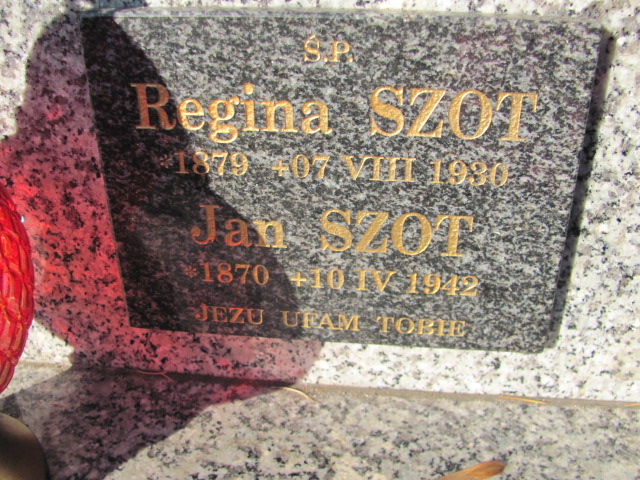 Ś.P.
Regina SZOT
*1879 +07 VIII 1930
Jan SZOT
*1870 +10 IV 1942
JEZU UFAM TOBIE